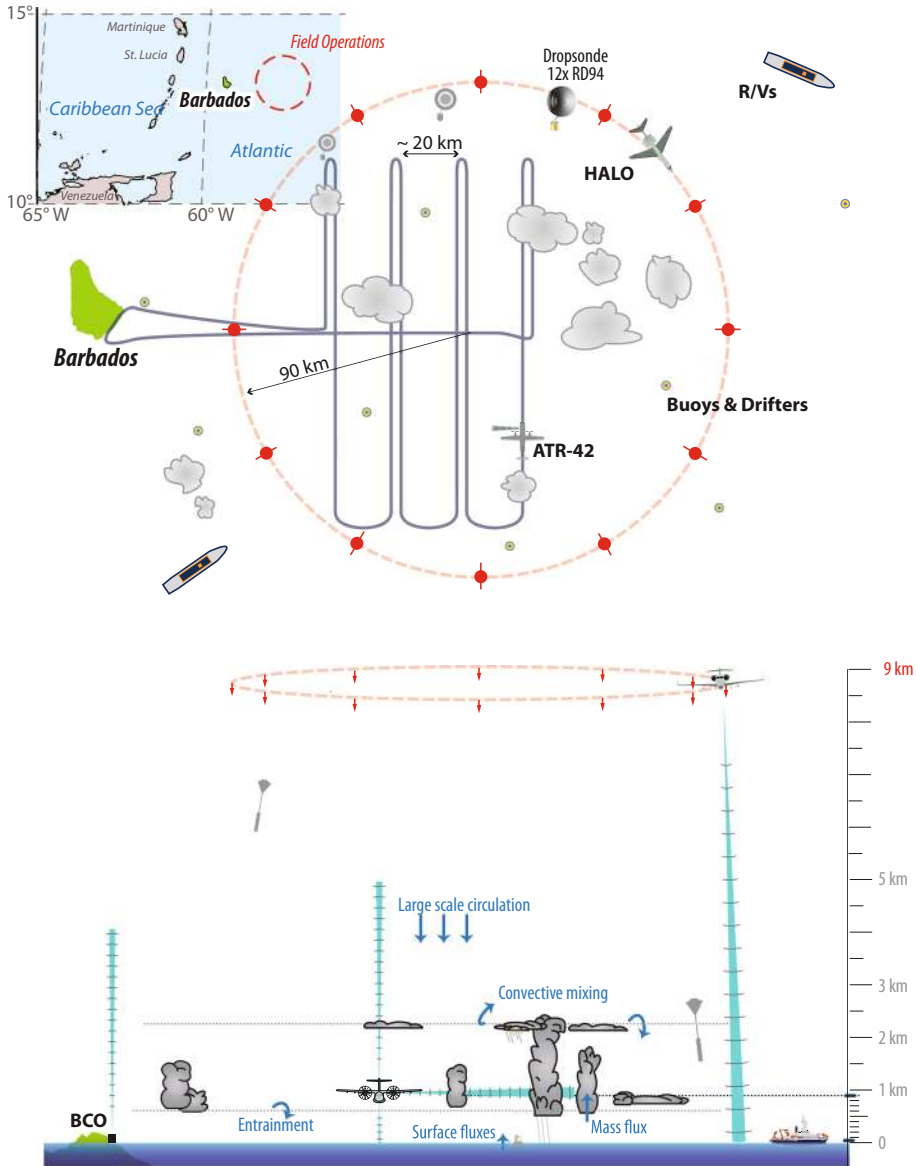 15°
Martinique
St. Lucia
Field Operations
Barbados
Caribbean Sea
Atlantic
Venezuela
10°
65° W
60° W
Dropsonde
12x RD94
R/Vs
~ 20 km
HALO
Barbados
90 km
Buoys & Drifters
ATR-42
9 km
5 km
Large scale circulation
3 km
Convective mixing
2 km
1 km
BCO
Entrainment
Surface fluxes
Mass flux
0